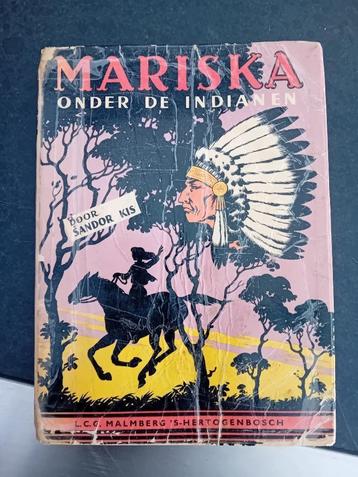 MARISKA
ONDER DE INDIANEN
DOOR
SANDOR KIS
L.C.G. MALMBERG 'S-HERTOGENBOSCH